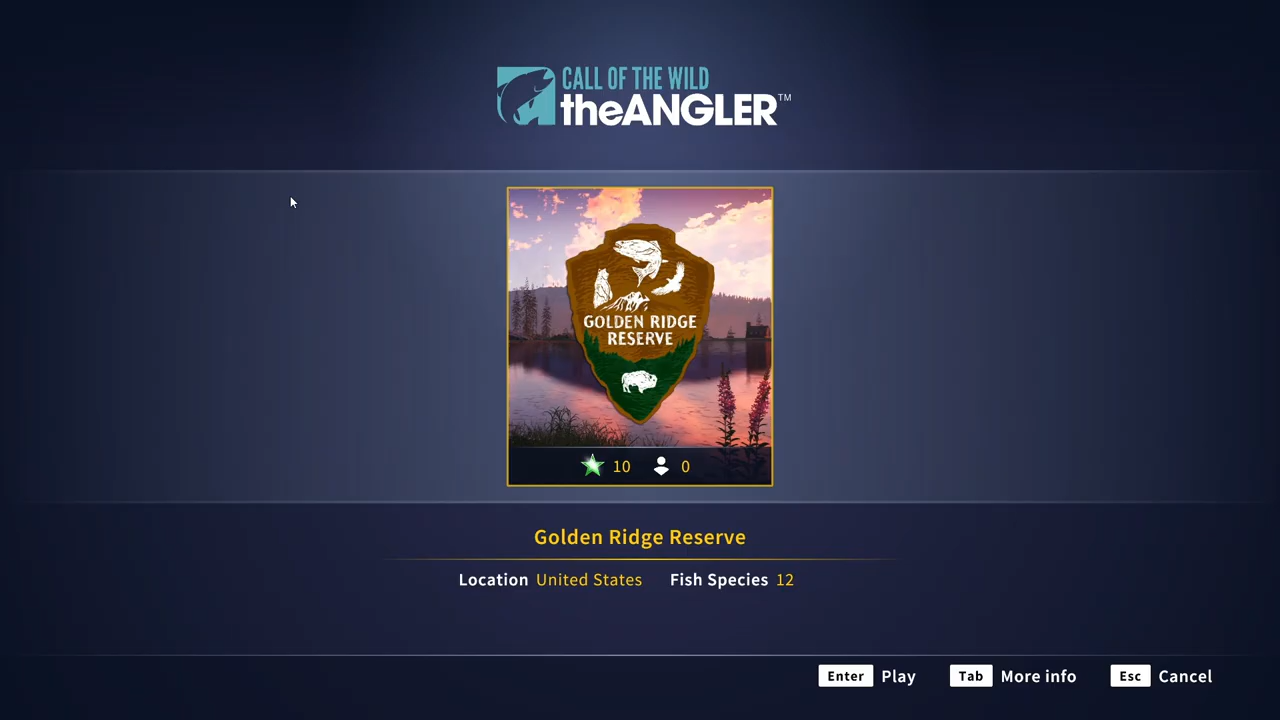 CALL OF THE WILD
theANGLER™
GOLDEN RIDGE
RESERVE
10 0
Golden Ridge Reserve
Location United States Fish Species 12
Enter Play Tab More info Esc Cancel